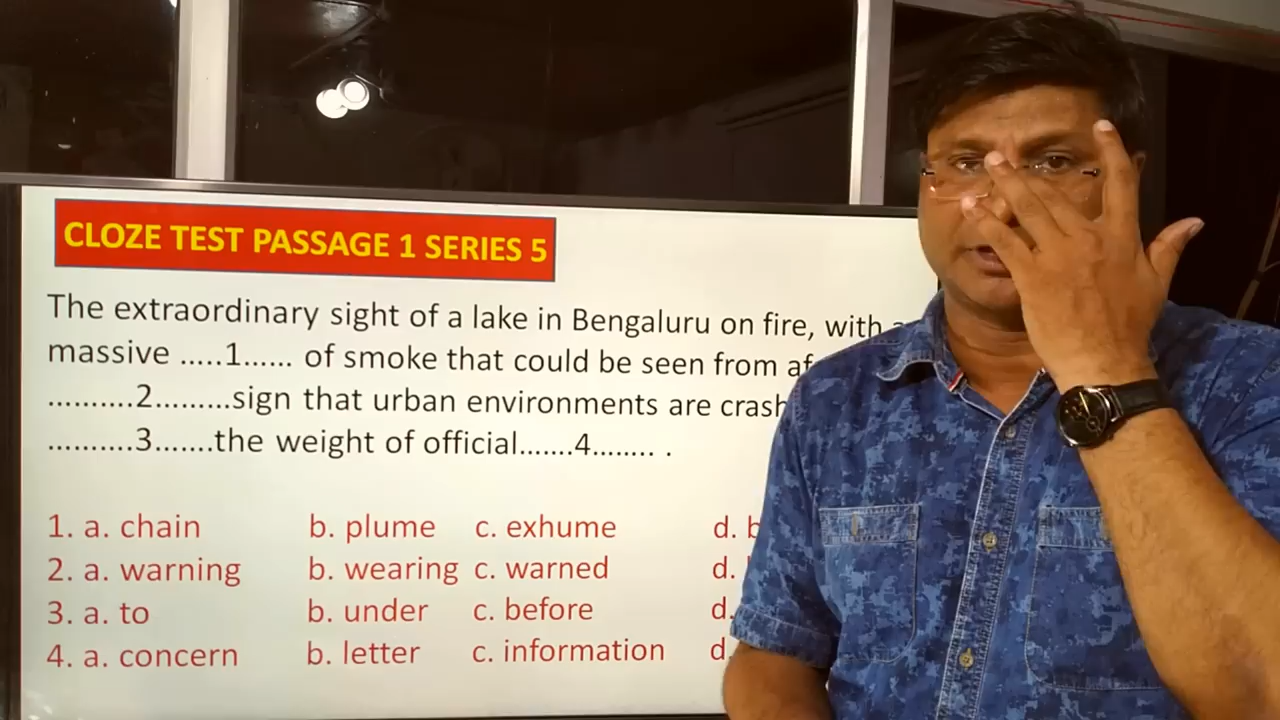 CLOZE TEST PASSAGE 1 SERIES 5
The extraordinary sight of a lake in Bengaluru on fire, with
massive .....1...... of smoke that could be seen from
..........2.........sign that urban environments are
..........3.......the weight of official.......4........ .
1. a. chain b. plume c. exhume d.
2. a. warning b. wearing c. warned d.
3. a. to b. under c. before d.
4. a. concern b. letter c. information d